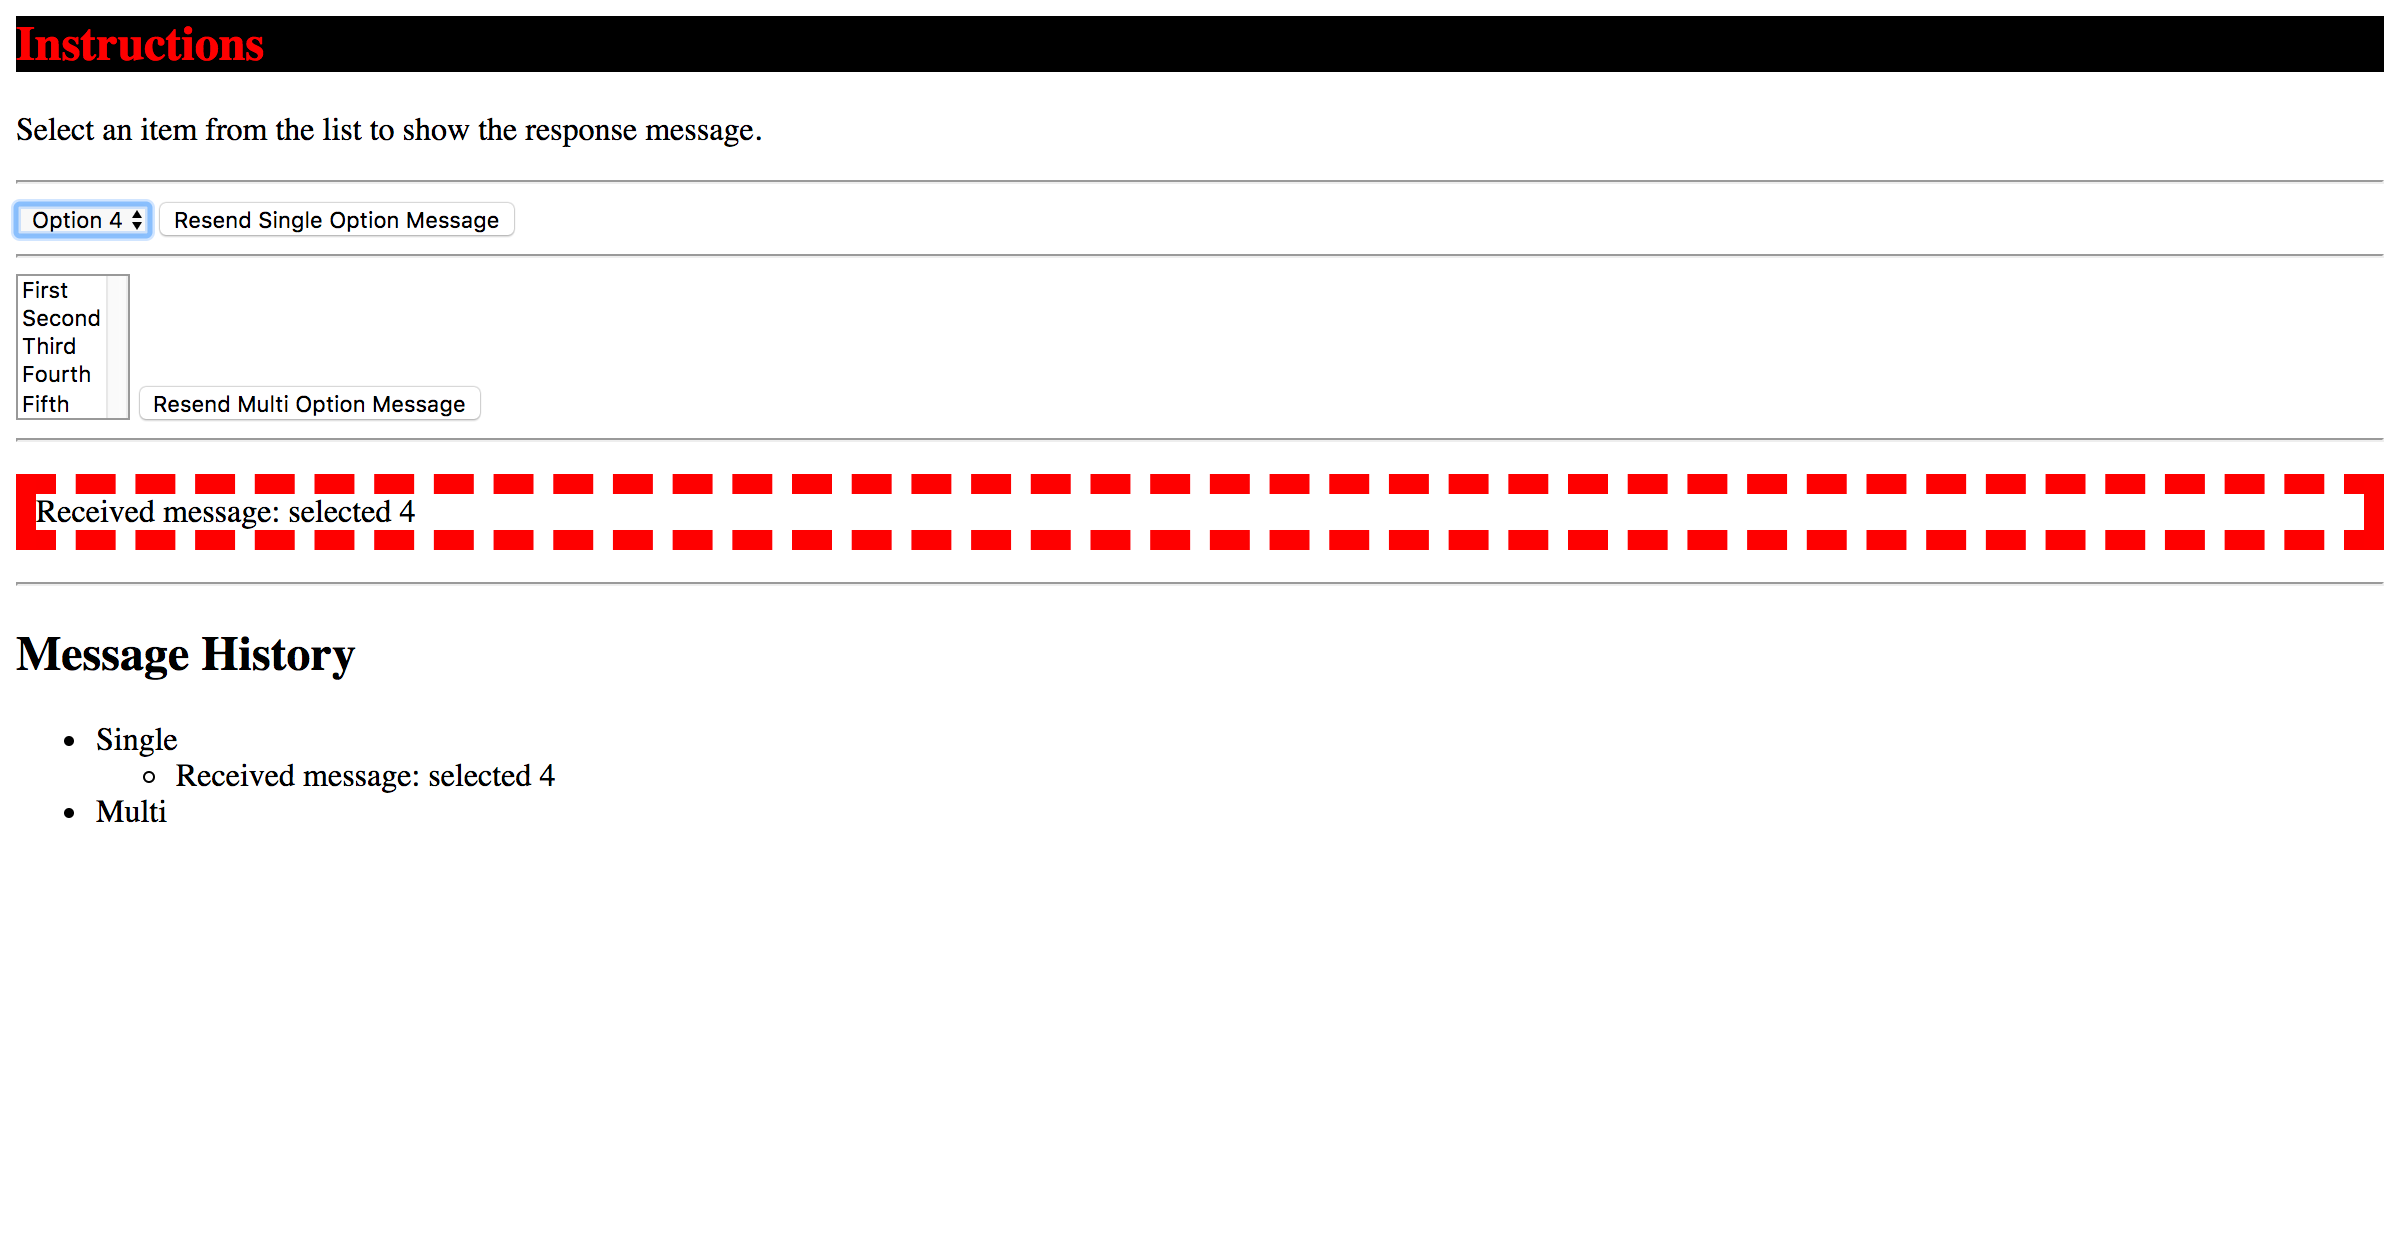 Instructions
Select an item from the list to show the response message.
Option 4 Resend Single Option Message
First
Second
Third
Fourth
Fifth Resend Multi Option Message
Received message: selected 4
Message History
Single
Received message: selected 4
Multi